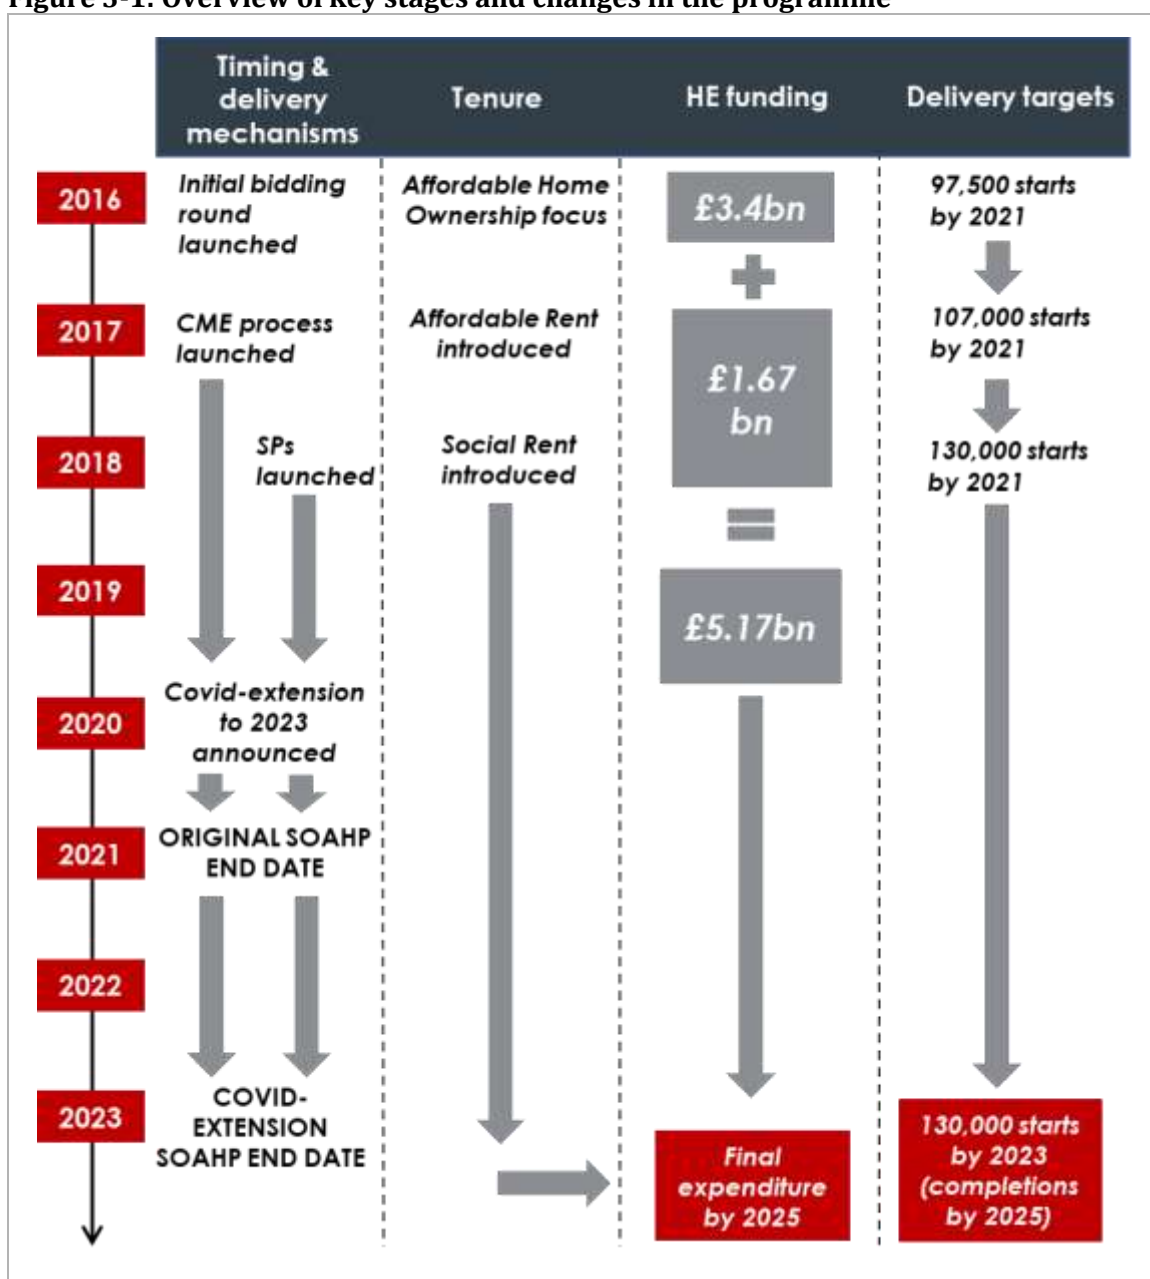 Figure 3-1: Overview of key stages and changes in the programme
Timing &
delivery
mechanisms
Tenure
HE funding
Delivery targets
2016
Initial bidding
round
launched
Affordable Home
Ownership focus
£3.4bn
97,500 starts
by 2021
2017
CME process
launched
Affordable Rent
introduced
£1.67
bn
107,000 starts
by 2021
2018
SPs
launched
Social Rent
introduced
130,000 starts
by 2021
2019
£5.17bn
2020
Covid-extension
to 2023
announced
2021
ORIGINAL SOAHP
END DATE
2022
2023
COVID-
EXTENSION
SOAHP END DATE
Final
expenditure
by 2025
130,000 starts
by 2023
(completions
by 2025)